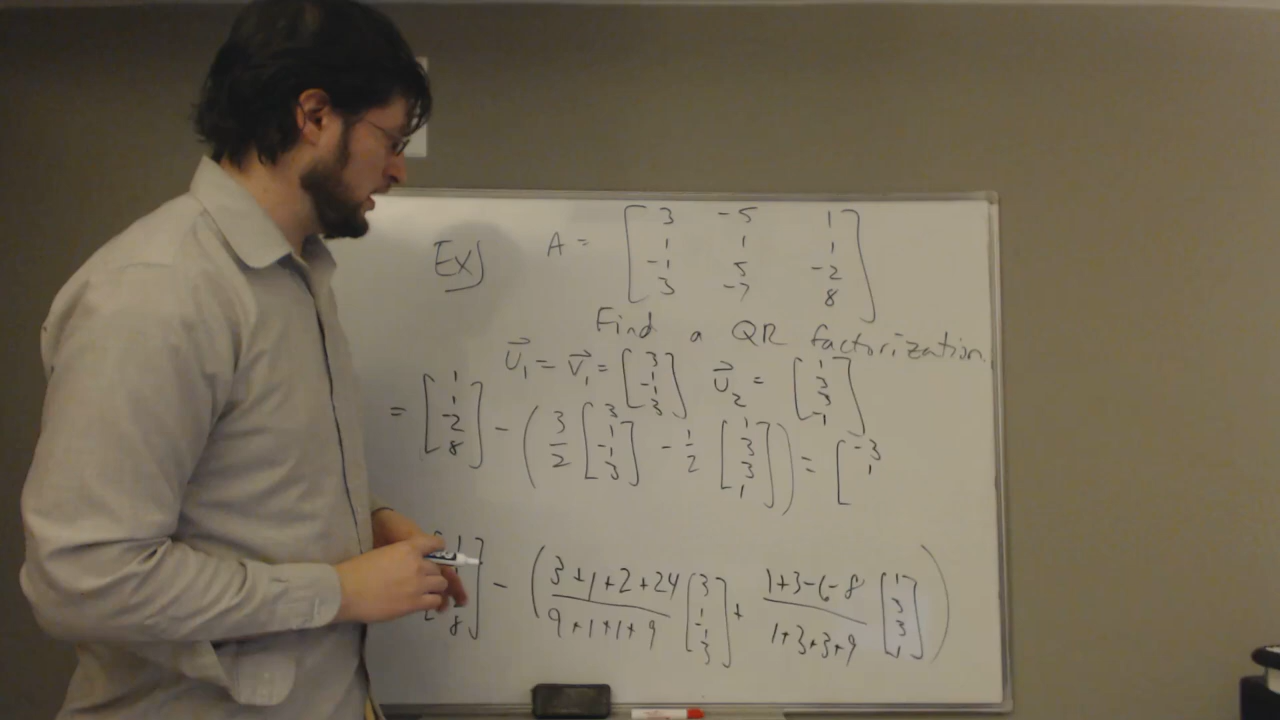 Ex) A = [3 -5 1
1 1 1
-1 5 -2
3 -7 8]
Find a QR factorization.
U⃗₁ = V⃗₁ = [3 1 -1 3] U⃗₂ = [1 3 3 -1]
= [1 1 -2 8] - (3/2 [3 1 -1 3] - 1/2 [1 3 3 1]) = [-3 1
8] - (3+1+2+24/9+1+1+9 [3 1 -1 3] + 1+3-6-8/1+3+3+9 [1 3 3 -1])